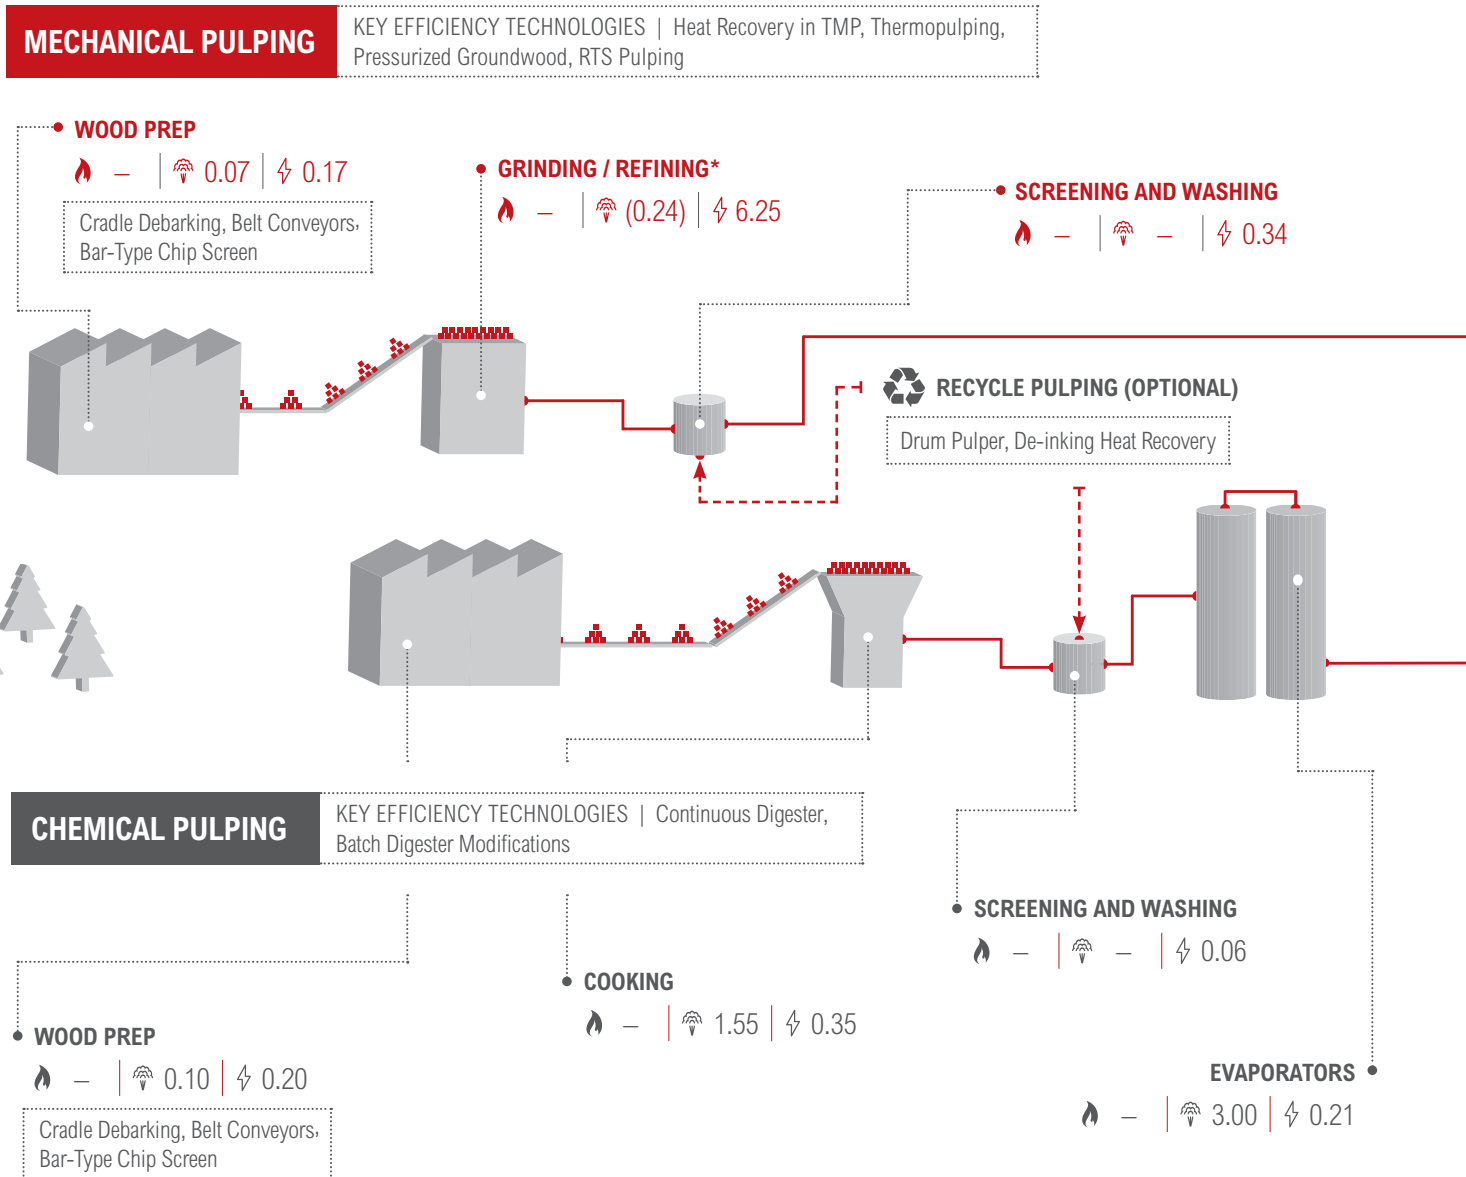 MECHANICAL PULPING
KEY EFFICIENCY TECHNOLOGIES | Heat Recovery in TMP, Thermopulping,
Pressurized Groundwood, RTS Pulping
WOOD PREP
– | 0.07 | 0.17
Cradle Debarking, Belt Conveyors,
Bar-Type Chip Screen
GRINDING / REFINING*
– | (0.24) | 6.25
SCREENING AND WASHING
– | – | 0.34
RECYCLE PULPING (OPTIONAL)
Drum Pulper, De-inking Heat Recovery
CHEMICAL PULPING
KEY EFFICIENCY TECHNOLOGIES | Continuous Digester,
Batch Digester Modifications
WOOD PREP
– | 0.10 | 0.20
Cradle Debarking, Belt Conveyors,
Bar-Type Chip Screen
COOKING
– | 1.55 | 0.35
SCREENING AND WASHING
– | – | 0.06
EVAPORATORS
– | 3.00 | 0.21